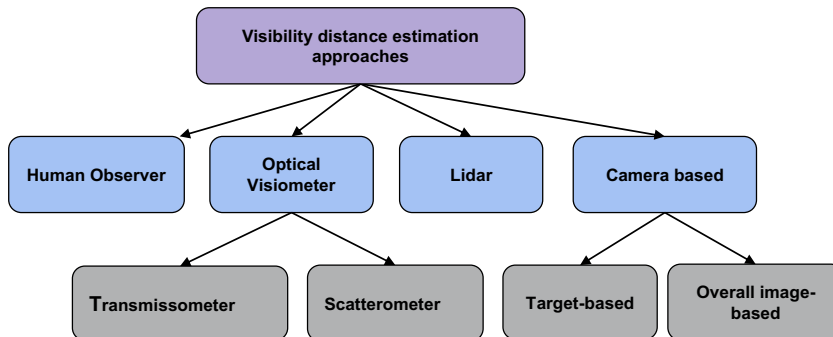 Visibility distance estimation
approaches
Human Observer
Optical
Visiometer
Lidar
Camera based
Transmissometer
Scatterometer
Target-based
Overall image-
based